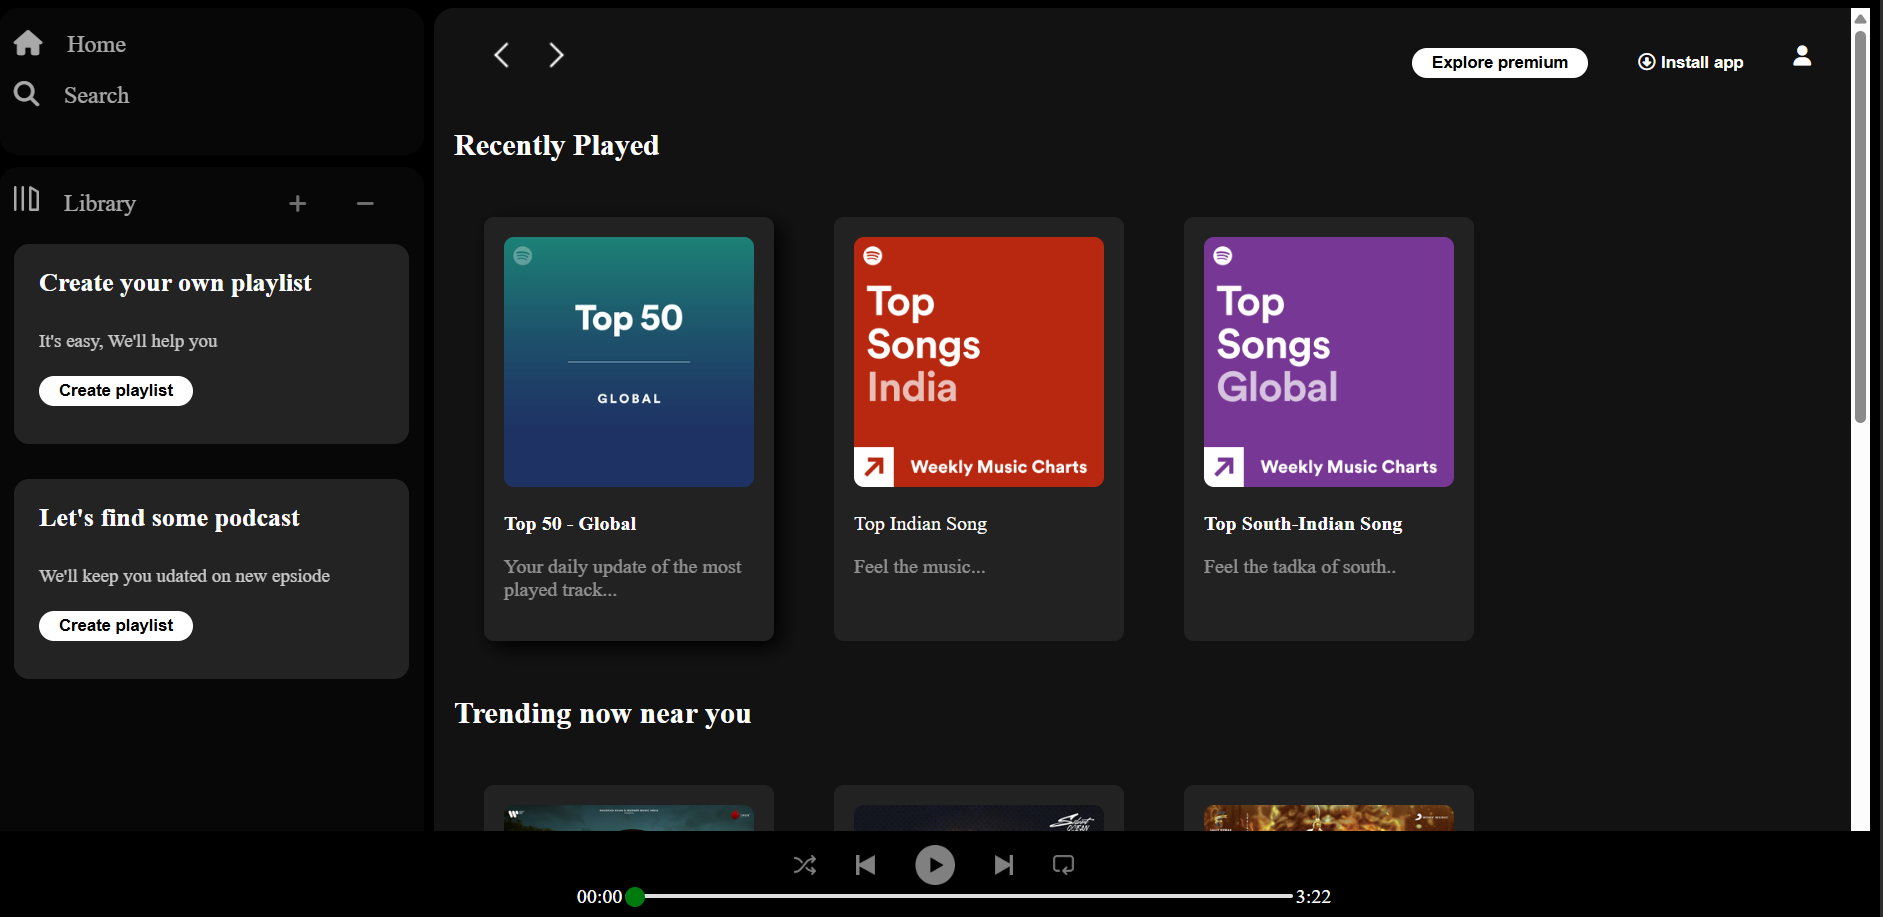 Home
Search
Library
Create your own playlist
It's easy, We'll help you
Create playlist
Let's find some podcast
We'll keep you udated on new epsiode
Create playlist
Explore premium
Install app
Recently Played
Top 50
GLOBAL
Top 50 - Global
Your daily update of the most
played track...
Top
Songs
India
Weekly Music Charts
Top Indian Song
Feel the music...
Top
Songs
Global
Weekly Music Charts
Top South-Indian Song
Feel the tadka of south..
Trending now near you
OCEAN
00:00
3:22